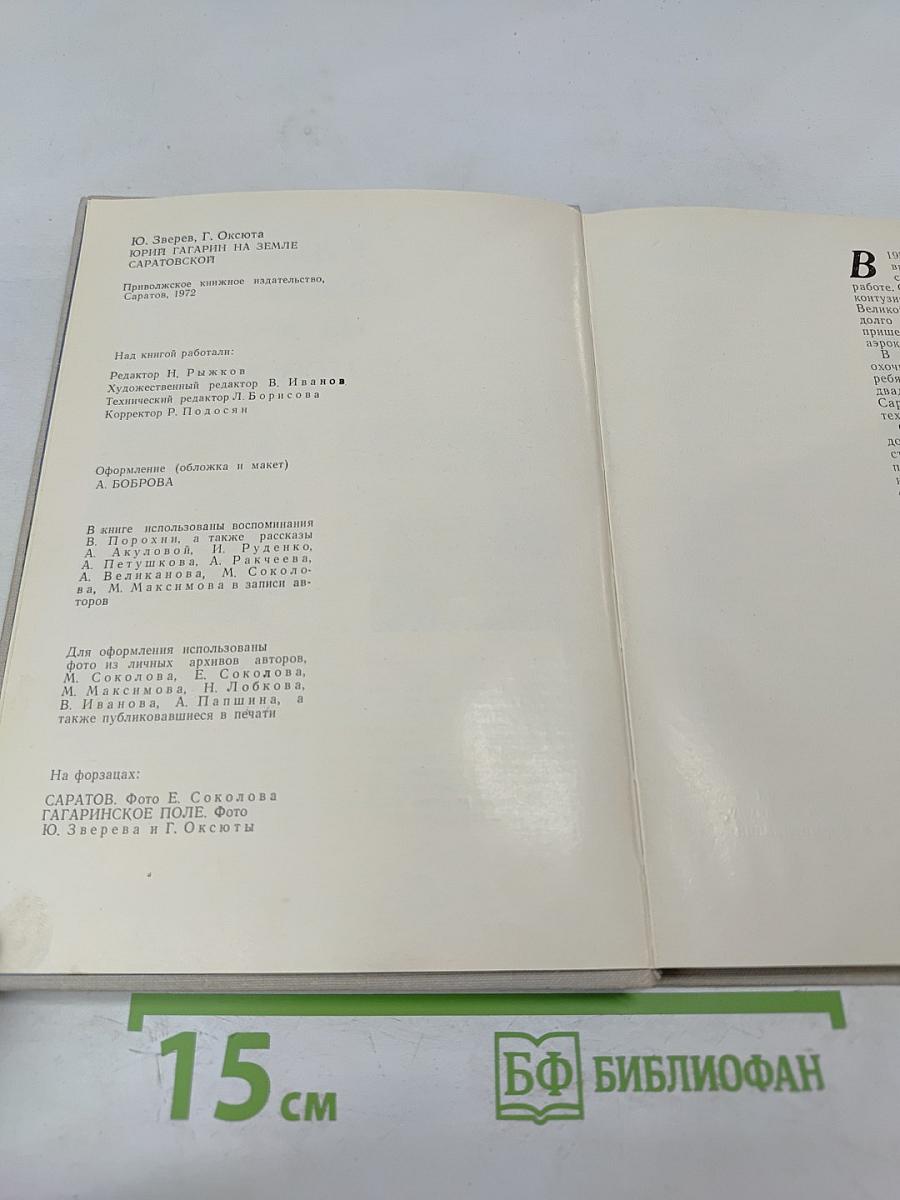 Ю. Зверев, Г. Оксюта
ЮРИЙ ГАГАРИН НА ЗЕМЛЕ
САРАТОВСКОЙ
Приволжское книжное издательство,
Саратов, 1972
Над книгой работали:
Редактор Н. Рыжков
Художественный редактор В. Иванов
Технический редактор Л. Борисова
Корректор Р. Подосян
Оформление (обложка и макет)
А. БОБРОВА
В книге использованы воспоминания
В. Порохни, а также рассказы
А. Акуловой, И. Руденко,
А. Петушкова, А. Ракчеева,
А. Великанова, М. Соколо-
ва, М. Максимова в записи ав-
торов
Для оформления использованы
фото из личных архивов авторов,
М. Соколова, Е. Соколова,
М. Максимова, Н. Лобкова,
В. Иванова, А. Папшина, а
также публиковавшиеся в печати
На форзацах:
САРАТОВ. Фото Е. Соколова
ГАГАРИНСКОЕ ПОЛЕ. Фото
Ю. Зверева и Г. Оксюты
В
работе.
контузи
Велико
долго
прише
аэрок
В
охоч
ребя
два
Сар
тех
15 см
БФ БИБЛИОФАН